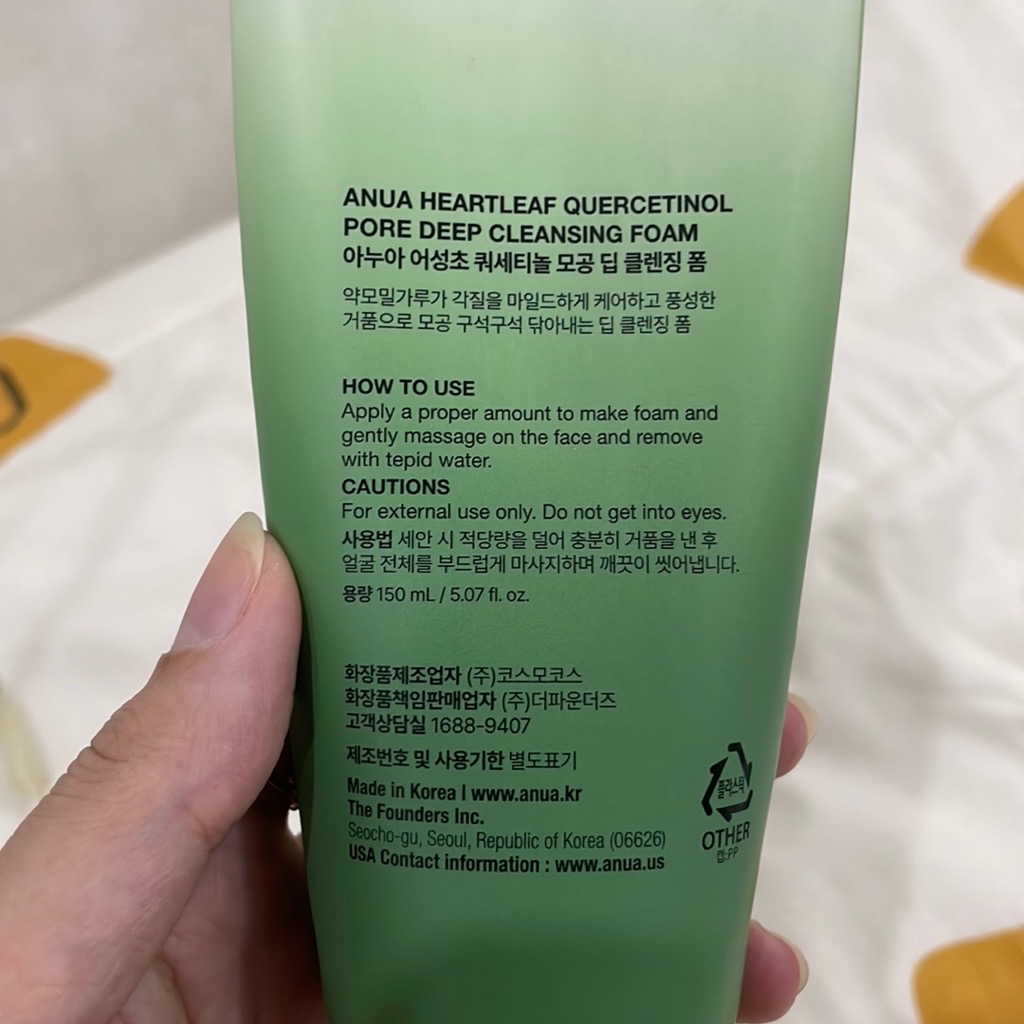 ANUA HEARTLEAF QUERCETINOL
PORE DEEP CLEANSING FOAM
아누아 어성초 쿼세티놀 모공 딥 클렌징 폼
약모밀가루가 각질을 마일드하게 케어하고 풍성한
거품으로 모공 구석구석 닦아내는 딥 클렌징 폼
HOW TO USE
Apply a proper amount to make foam and
gently massage on the face and remove
with tepid water.
CAUTIONS
For external use only. Do not get into eyes.
사용법 세안 시 적당량을 덜어 충분히 거품을 낸 후
얼굴 전체를 부드럽게 마사지하며 깨끗이 씻어냅니다.
용량 150 mL / 5.07 fl. oz.
화장품제조업자 (주)코스모코스
화장품책임판매업자 (주)더파운더즈
고객상담실 1688-9407
제조번호 및 사용기한 별도표기
Made in Korea l www.anua.kr
The Founders Inc.
Seocho-gu, Seoul, Republic of Korea (06626)
USA Contact information : www.anua.us
플라스틱
OTHER
캡:PP